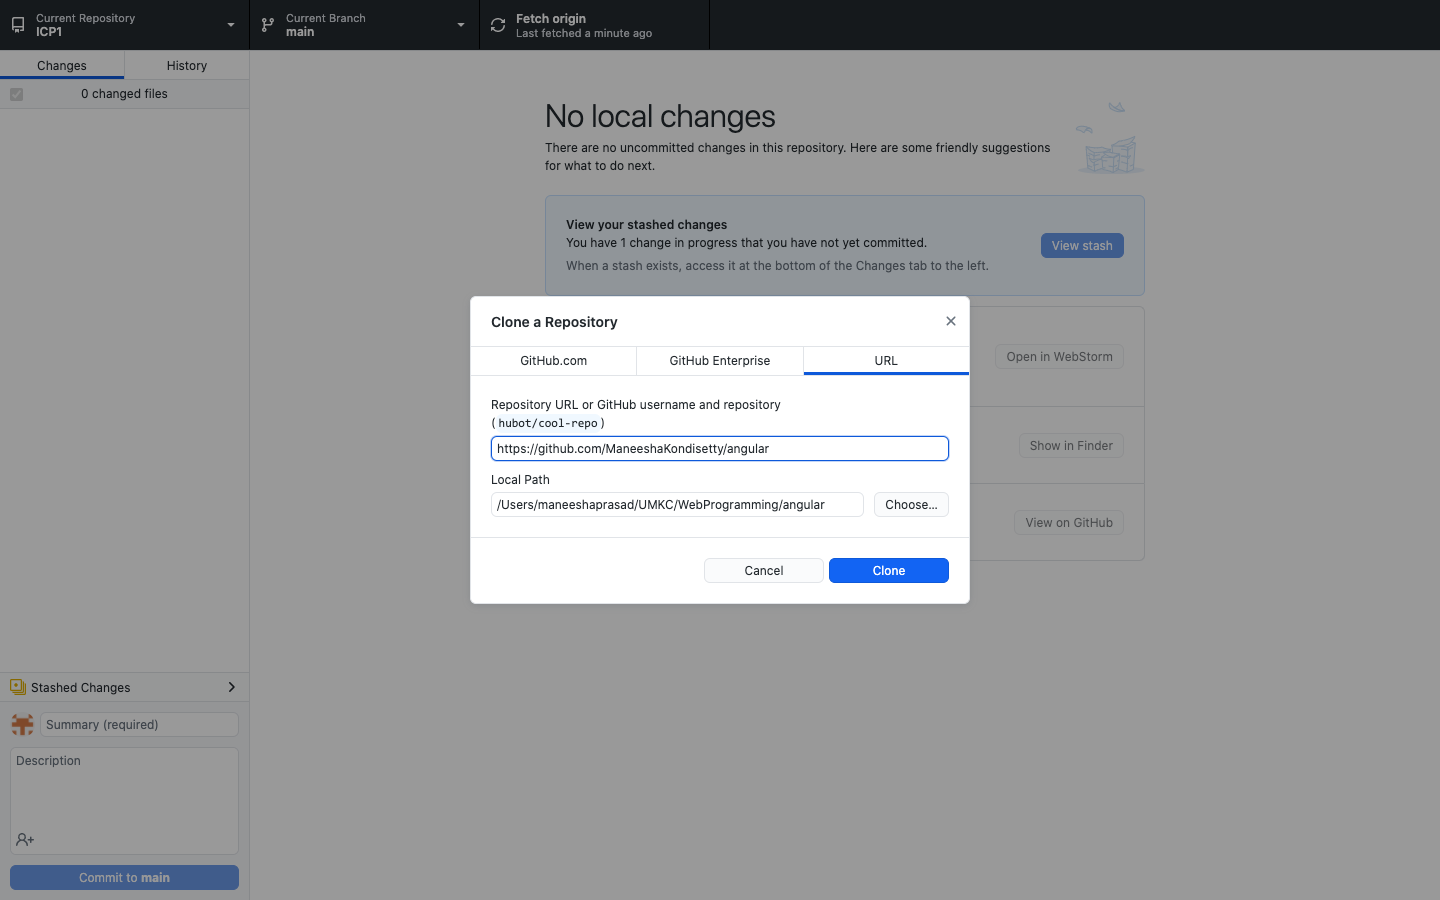 Current Repository
ICP1
Current Branch
main
Fetch origin
Last fetched a minute ago
Changes
History
0 changed files
No local changes
There are no uncommitted changes in this repository. Here are some friendly suggestions
for what to do next.
View your stashed changes
You have 1 change in progress that you have not yet committed.
When a stash exists, access it at the bottom of the Changes tab to the left.
View stash
Clone a Repository
GitHub.com
GitHub Enterprise
URL
Repository URL or GitHub username and repository
(hubot/cool-repo)
https://github.com/ManeeshaKondisetty/angular
Local Path
/Users/maneeshaprasad/UMKC/WebProgramming/angular
Choose...
Cancel
Clone
Open in WebStorm
Show in Finder
View on GitHub
Stashed Changes
Summary (required)
Description
Commit to main